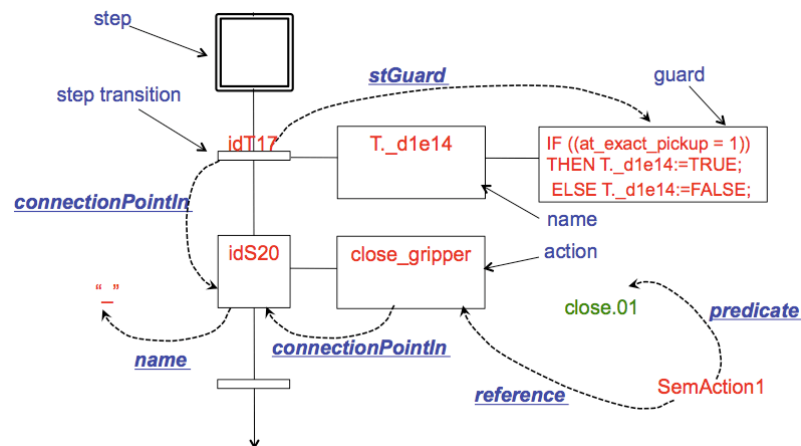 step
stGuard
guard
step transition
idT17
T._d1e14
IF ((at_exact_pickup = 1))
THEN T._d1e14:=TRUE;
ELSE T._d1e14:=FALSE;
connectionPointIn
name
idS20
close_gripper
action
“_”
close.01
predicate
name
connectionPointIn
reference
SemAction1